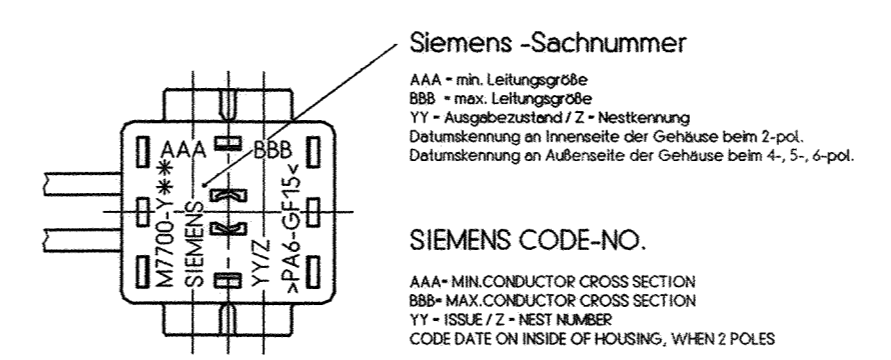 Siemens -Sachnummer
AAA - min. Leitungsgröße
BBB - max. Leitungsgröße
YY - Ausgabezustand / Z - Nestkennung
Datumskennung an Innenseite der Gehäuse beim 2-pol.
Datumskennung an Außenseite der Gehäuse beim 4-, 5-, 6-pol.
AAA
BBB
M7700-Y**
SIEMENS
YY/Z
>PA6-GF15<
SIEMENS CODE-NO.
AAA- MIN.CONDUCTOR CROSS SECTION
BBB- MAX.CONDUCTOR CROSS SECTION
YY - ISSUE / Z - NEST NUMBER
CODE DATE ON INSIDE OF HOUSING, WHEN 2 POLES